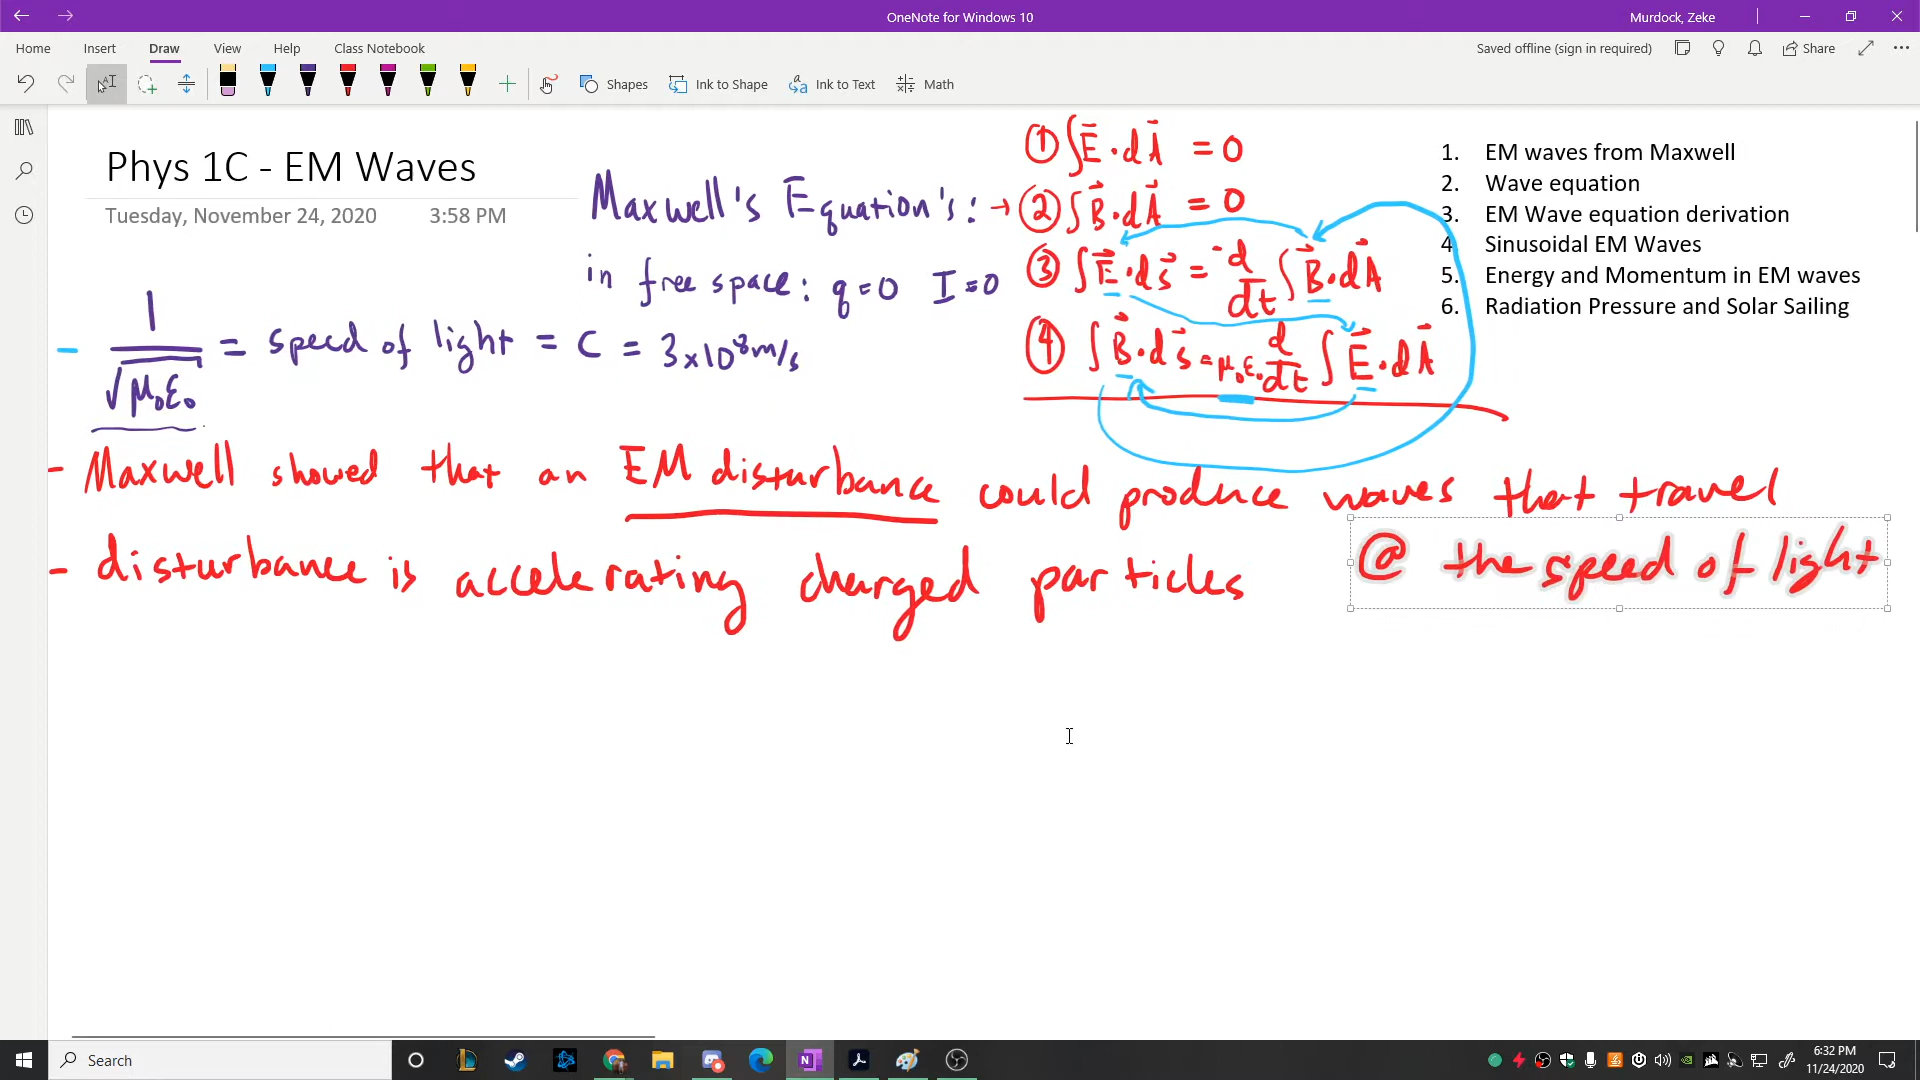 OneNote for Windows 10
Murdock, Zeke
Home Insert Draw View Help Class Notebook
Saved offline (sign in required) Share
Shapes Ink to Shape Ink to Text Math
Phys 1C - EM Waves
Tuesday, November 24, 2020 3:58 PM
Maxwell's Equation's: →
in free space: q = 0 I = 0
① ∫E⃗ · dA⃗ = 0
② ∫B⃗ · dA⃗ = 0
③ ∫E⃗ · ds⃗ = -d/dt ∫B⃗ · dA⃗
④ ∫B⃗ · ds⃗ = μ₀ε₀ d/dt ∫E⃗ · dA⃗
1. EM waves from Maxwell
2. Wave equation
3. EM Wave equation derivation
4. Sinusoidal EM Waves
5. Energy and Momentum in EM waves
6. Radiation Pressure and Solar Sailing
- 1/√μ₀ε₀ = speed of light = C = 3x10⁸m/s
- Maxwell showed that an EM disturbance could produce waves that travel
@ the speed of light
- disturbance is accelerating charged particles
Search
6:32 PM
11/24/2020